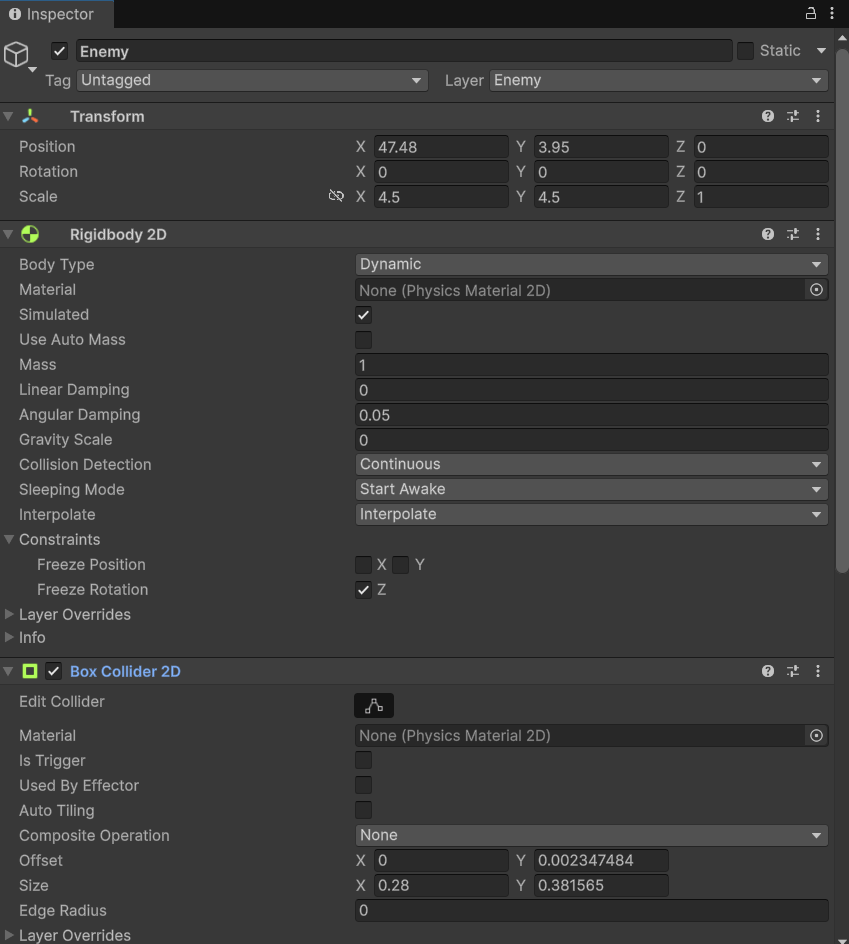 Inspector
Enemy Static
Tag Untagged Layer Enemy
Transform
Position X 47.48 Y 3.95 Z 0
Rotation X 0 Y 0 Z 0
Scale X 4.5 Y 4.5 Z 1
Rigidbody 2D
Body Type Dynamic
Material None (Physics Material 2D)
Simulated
Use Auto Mass
Mass 1
Linear Damping 0
Angular Damping 0.05
Gravity Scale 0
Collision Detection Continuous
Sleeping Mode Start Awake
Interpolate Interpolate
Constraints
Freeze Position X Y
Freeze Rotation Z
Layer Overrides
Info
Box Collider 2D
Edit Collider
Material None (Physics Material 2D)
Is Trigger
Used By Effector
Auto Tiling
Composite Operation None
Offset X 0 Y 0.002347484
Size X 0.28 Y 0.381565
Edge Radius 0
Layer Overrides